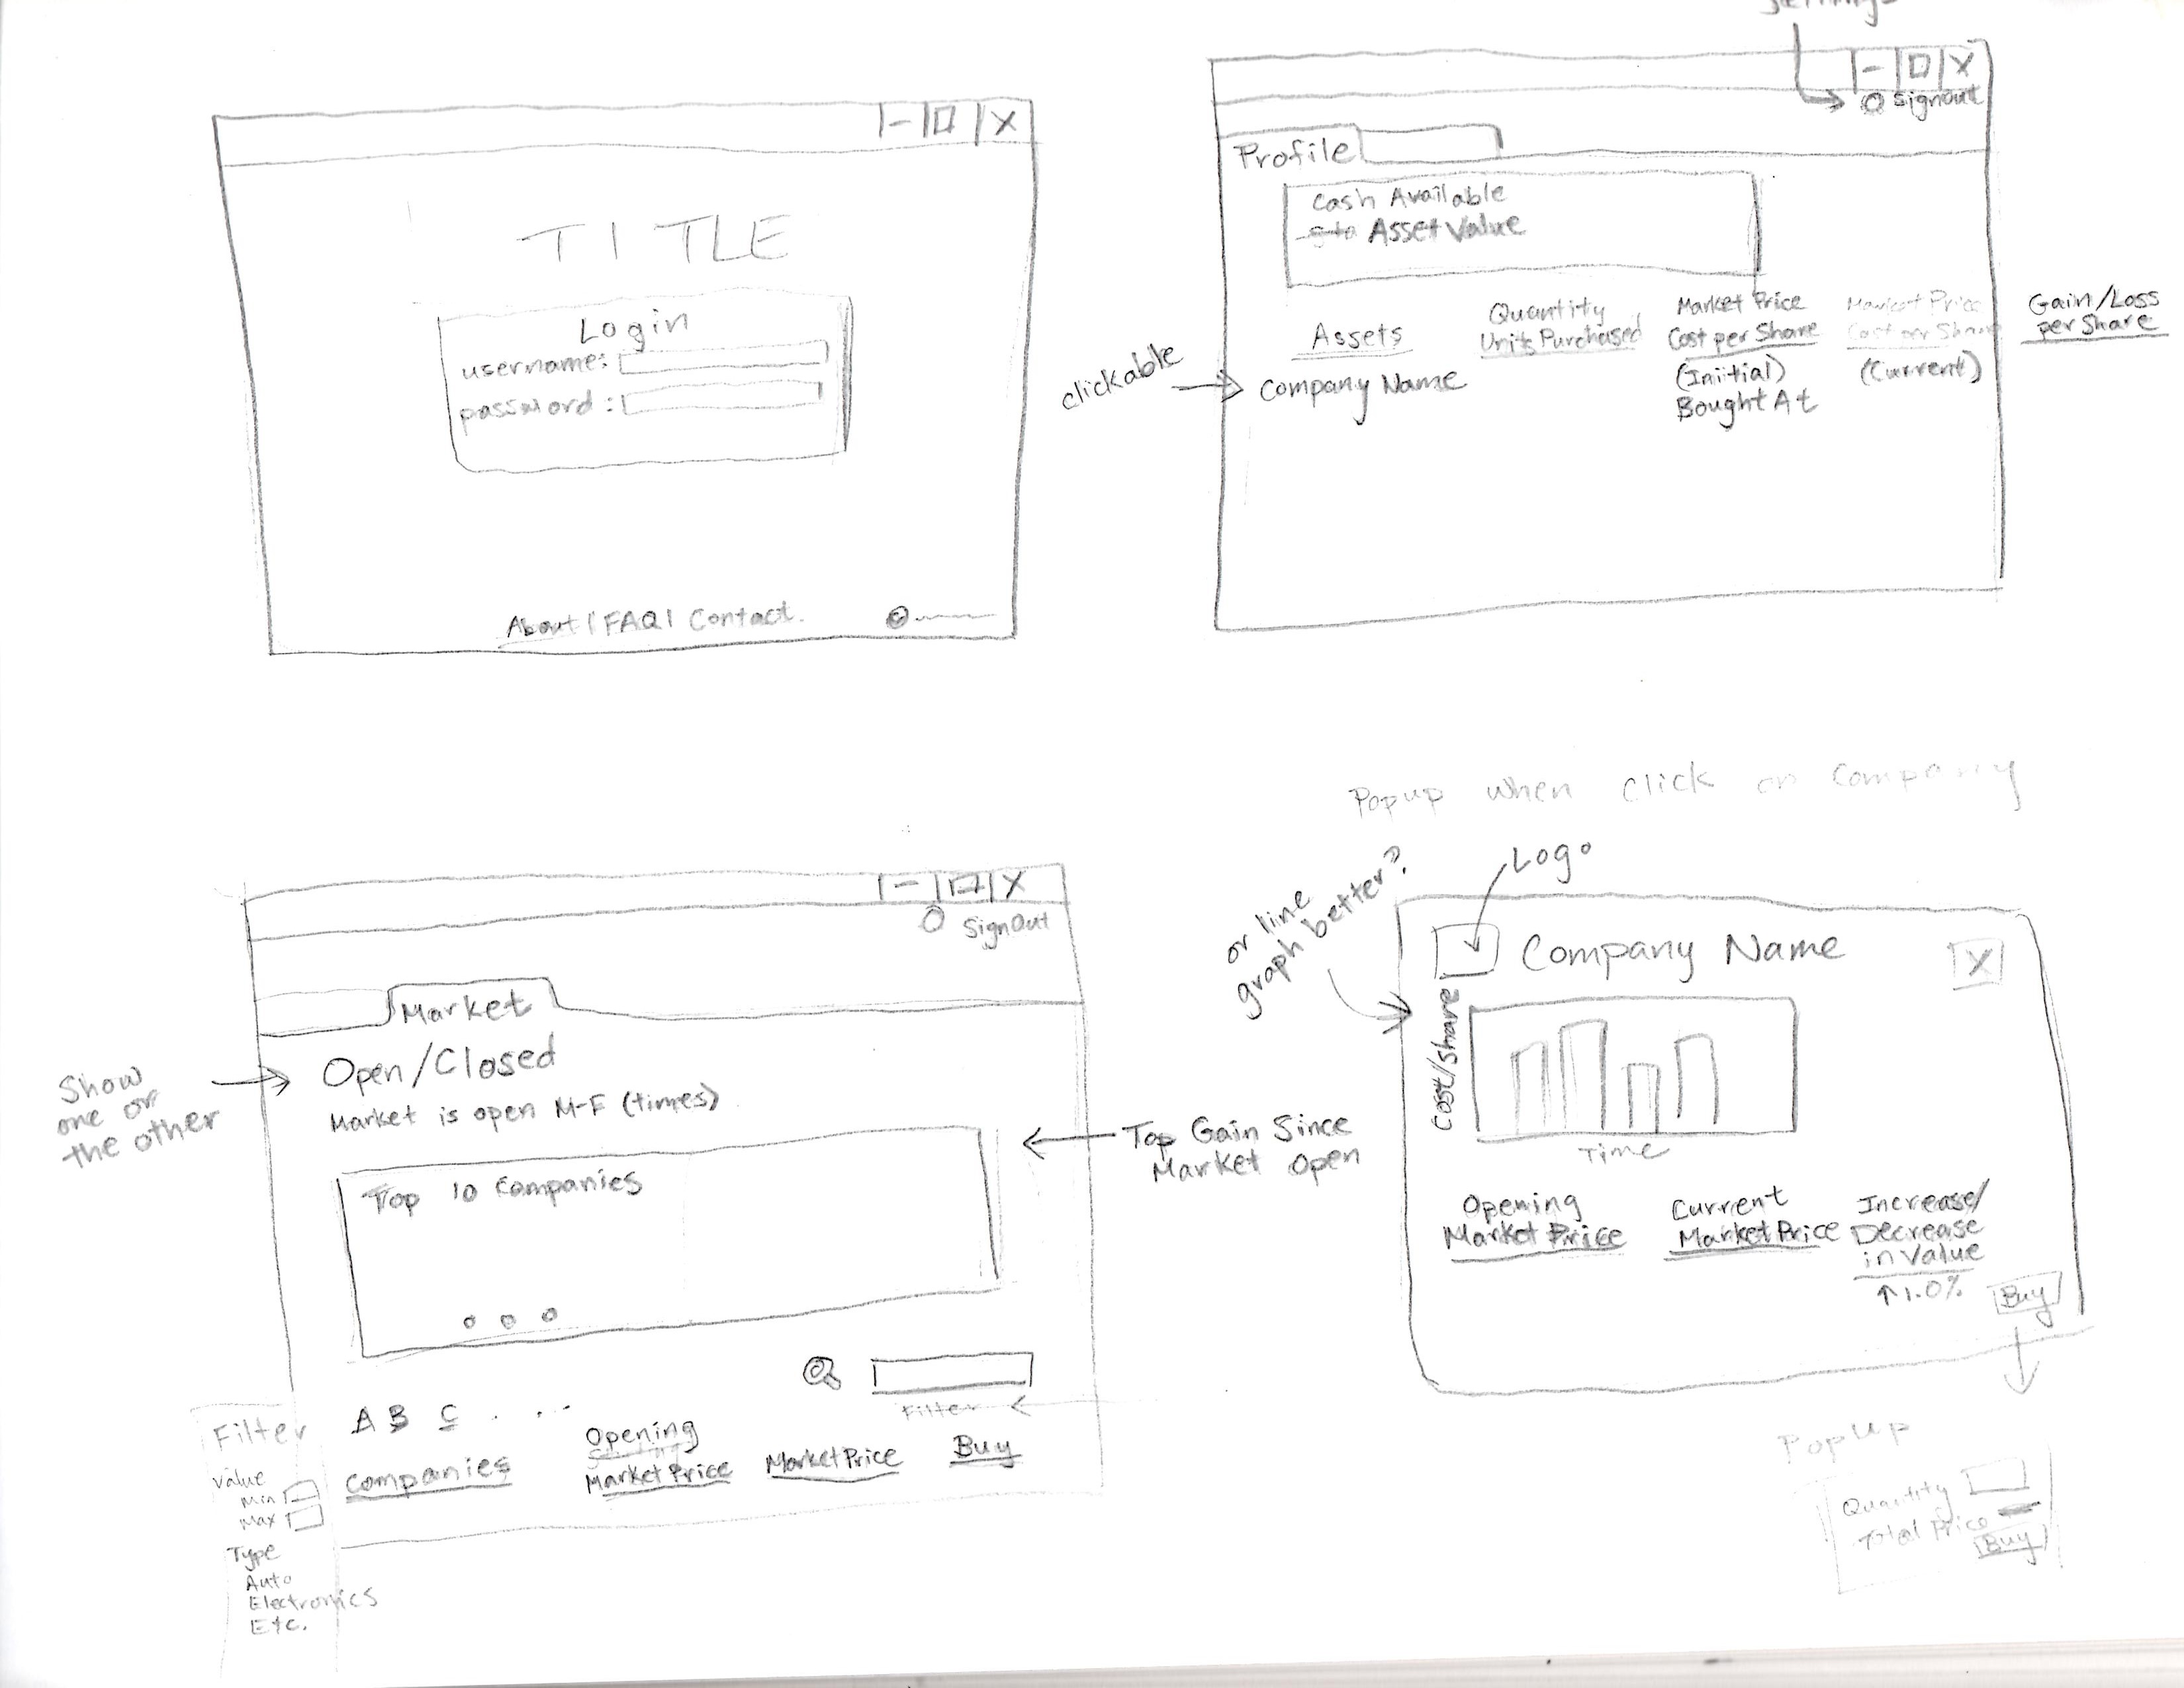 Settings
- □ X
TITLE
Login
username:
password:
About | FAQ | Contact.
©
- □ X
Signout
Profile
Cash Available
Asset Value
clickable
Assets
Quantity
Units Purchased
Market Price
Cost per Share
(Iniitial)
Bought At
Market Price
Cost per Share
(Current)
Gain/Loss
per Share
Company Name
- □ X
SignOut
Market
Show
one or
the other
Open/Closed
Market is open M-F (times)
Top 10 Companies
Top Gain Since
Market Open
Filter
A B C . . . .
Companies
Opening
Market Price
Market Price
Buy
Filter
Value
Min
Max
Type
Auto
Electronics
Etc.
Popup when click on Company
or line
graph better?
Logo
Company Name
X
Cost/Share
Time
Opening
Market Price
Current
Market Price
Increase/
Decrease
in Value
↑1.0%
Buy
PopUp
Quantity
Total Price
Buy